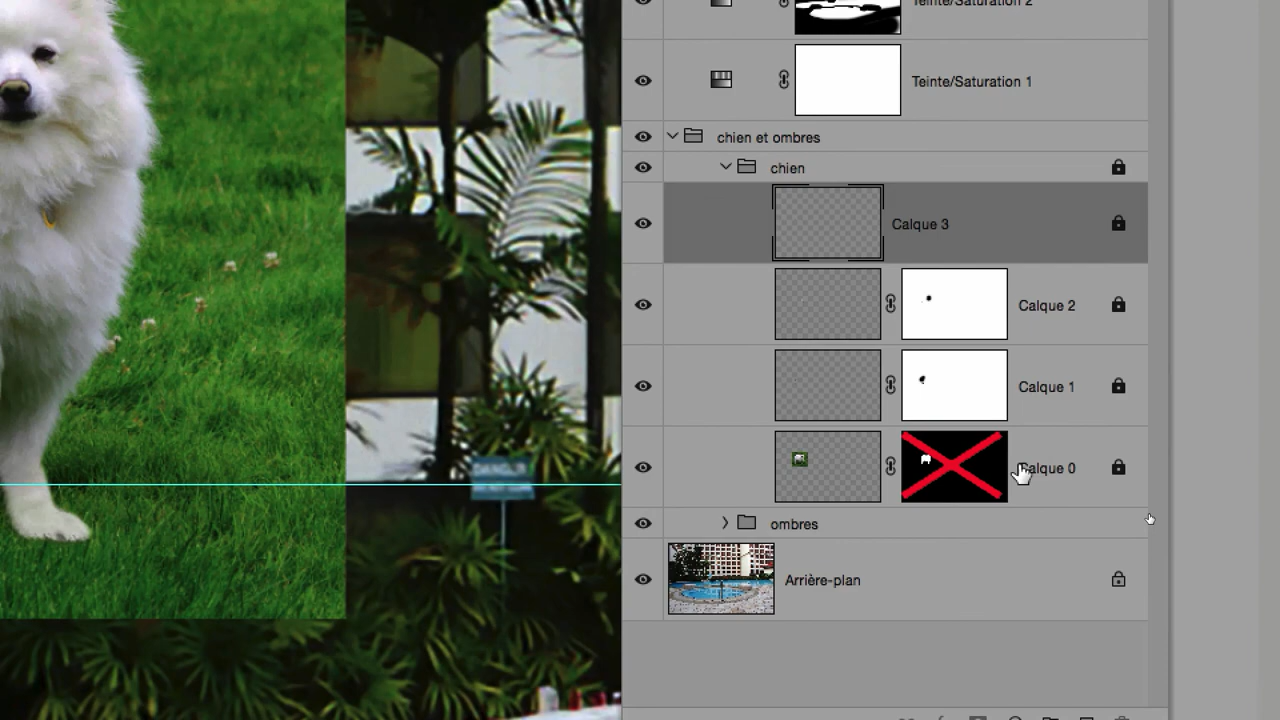 Teinte/Saturation 2
Teinte/Saturation 1
chien et ombres
chien
Calque 3
Calque 2
Calque 1
Calque 0
ombres
Arrière-plan